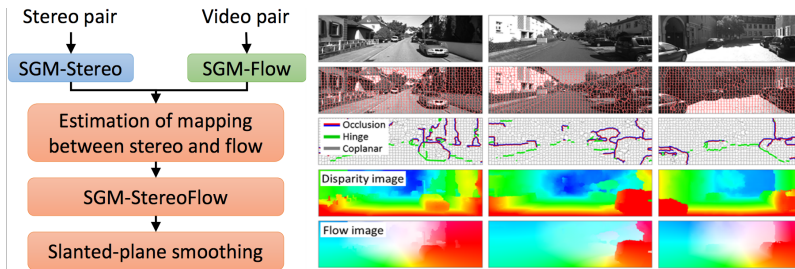 Stereo pair
Video pair
SGM-Stereo
SGM-Flow
Estimation of mapping
between stereo and flow
SGM-StereoFlow
Slanted-plane smoothing
Occlusion
Hinge
Coplanar
Disparity image
Flow image